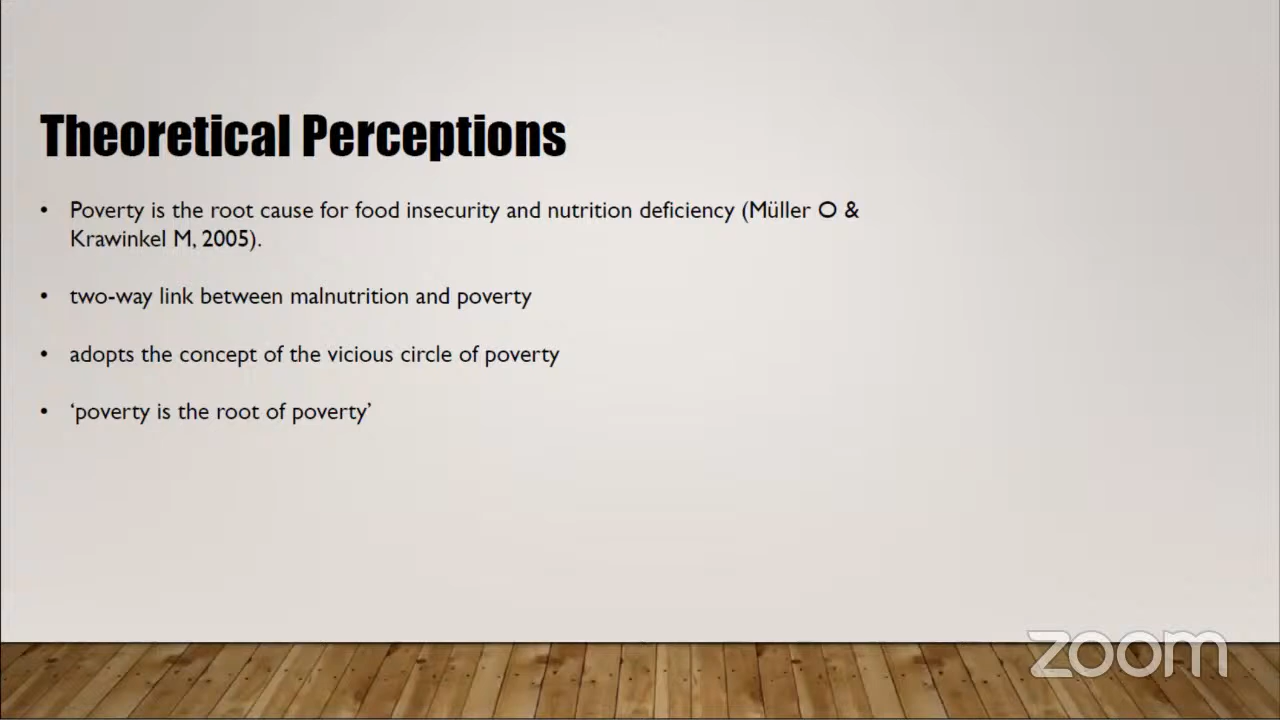 Theoretical Perceptions
• Poverty is the root cause for food insecurity and nutrition deficiency (Müller O &
Krawinkel M, 2005).
• two-way link between malnutrition and poverty
• adopts the concept of the vicious circle of poverty
• ‘poverty is the root of poverty’
zoom